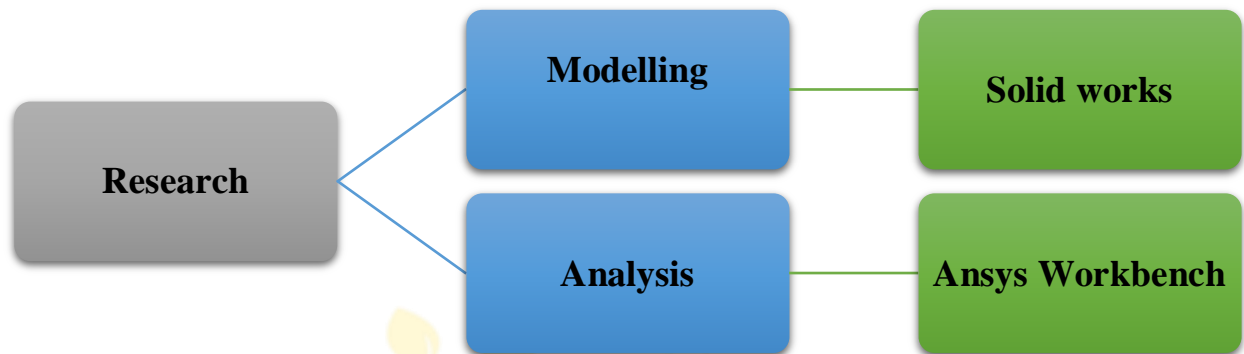 Research
Modelling
Solid works
Analysis
Ansys Workbench